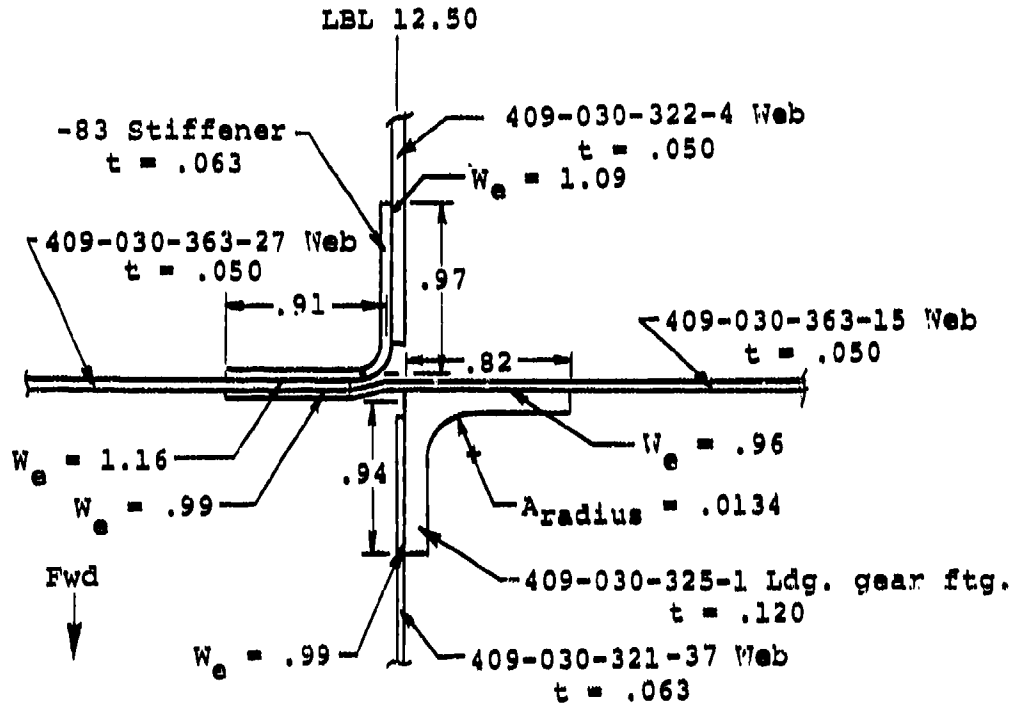 LBL 12.50
-83 Stiffener
t = .063
409-030-322-4 Web
t = .050
We = 1.09
409-030-363-27 Web
t = .050
.97
.91
409-030-363-15 Web
t = .050
.82
We = 1.16
We = .99
.94
We = .96
Aradius = .0134
Fwd
409-030-325-1 Ldg. gear ftg.
t = .120
We = .99
409-030-321-37 Web
t = .063